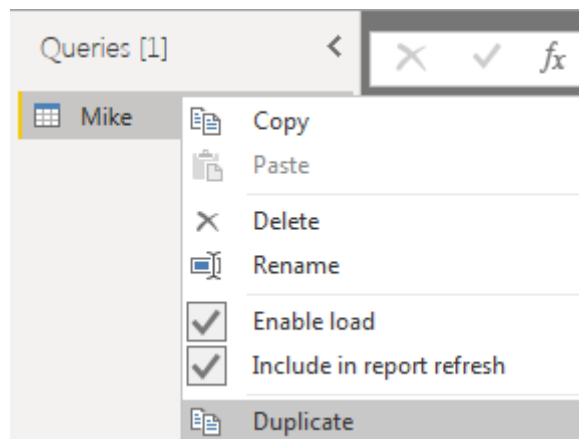 Queries [1]
fx
Mike
Copy
Paste
Delete
Rename
Enable load
Include in report refresh
Duplicate